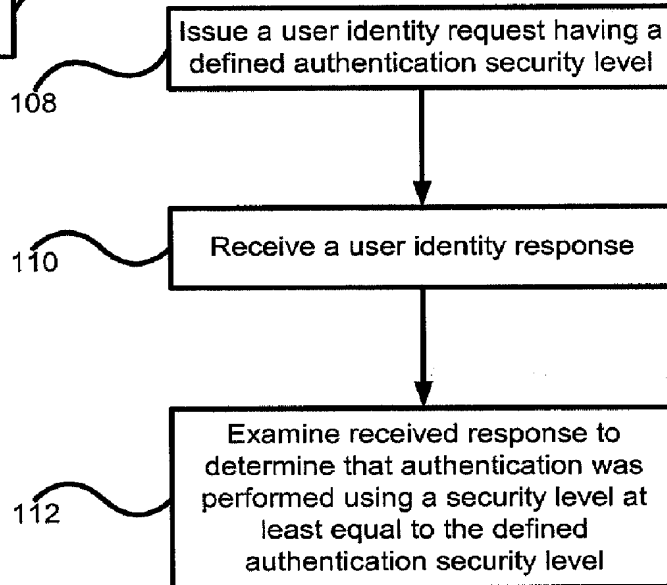 Issue a user identity request having a
defined authentication security level
108
Receive a user identity response
110
Examine received response to
determine that authentication was
performed using a security level at
least equal to the defined
authentication security level
112